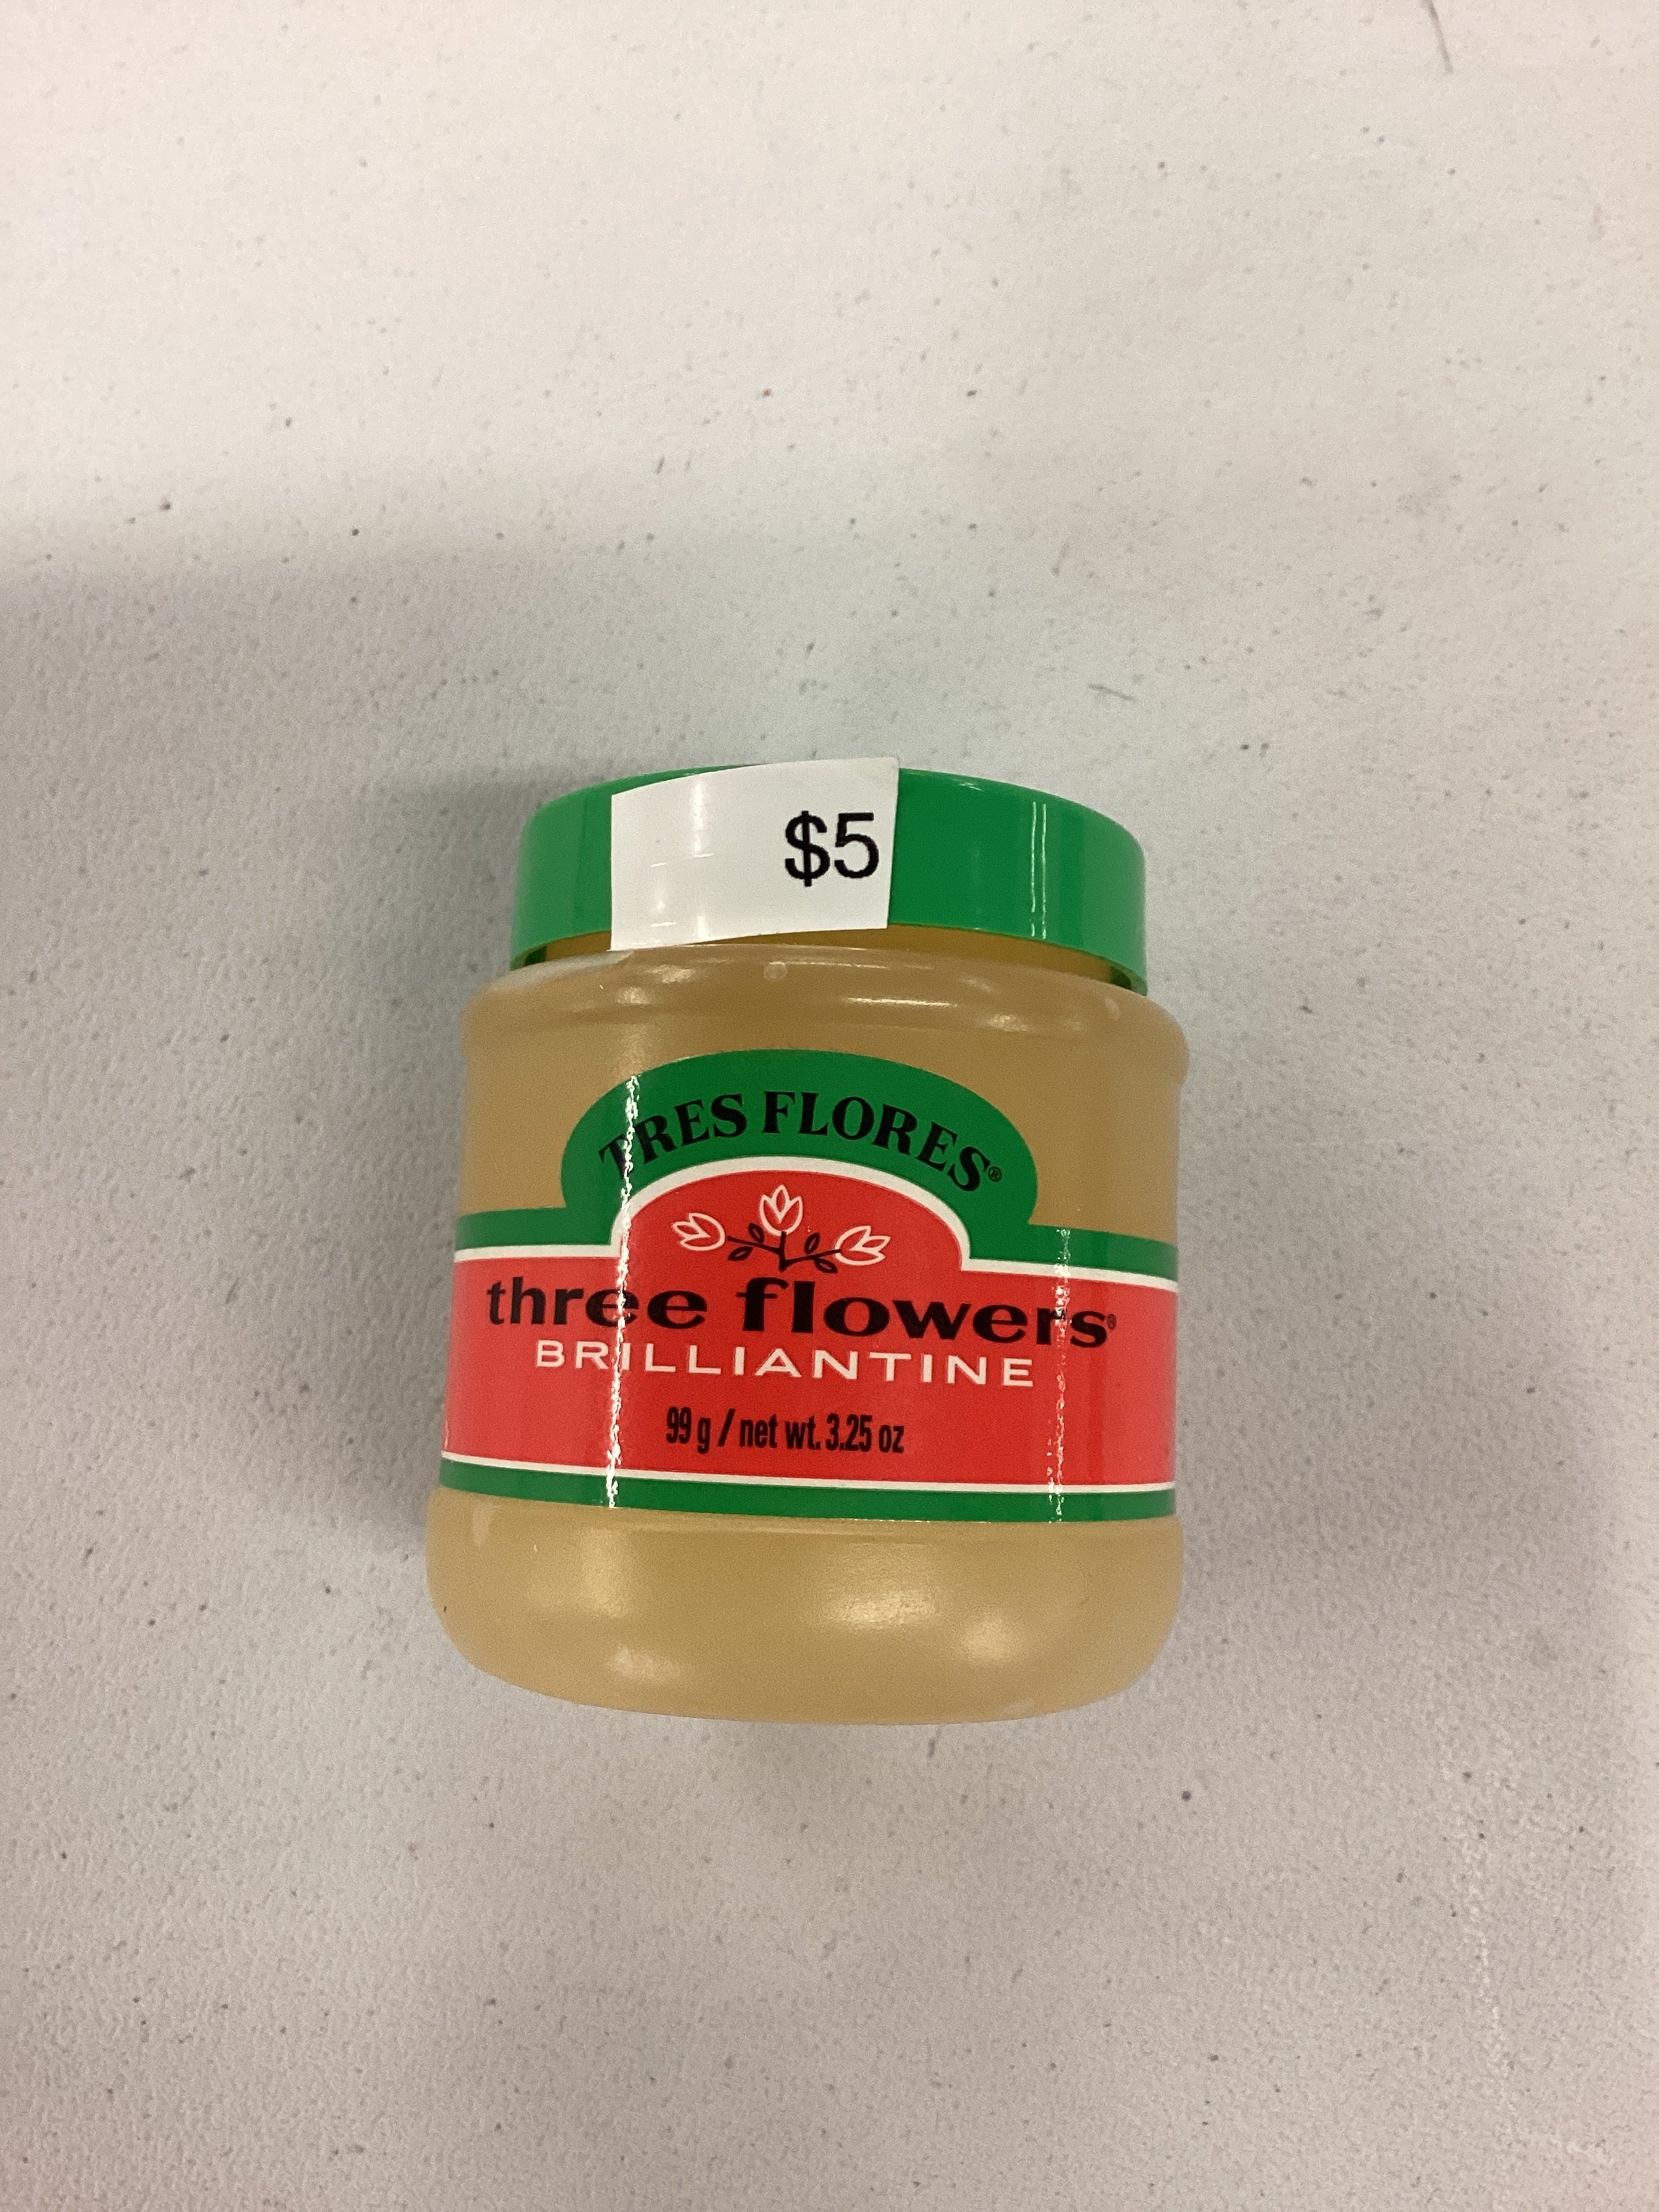 $5
TRES FLORES®
three flowers®
BRILLIANTINE
99 g / net wt. 3.25 oz